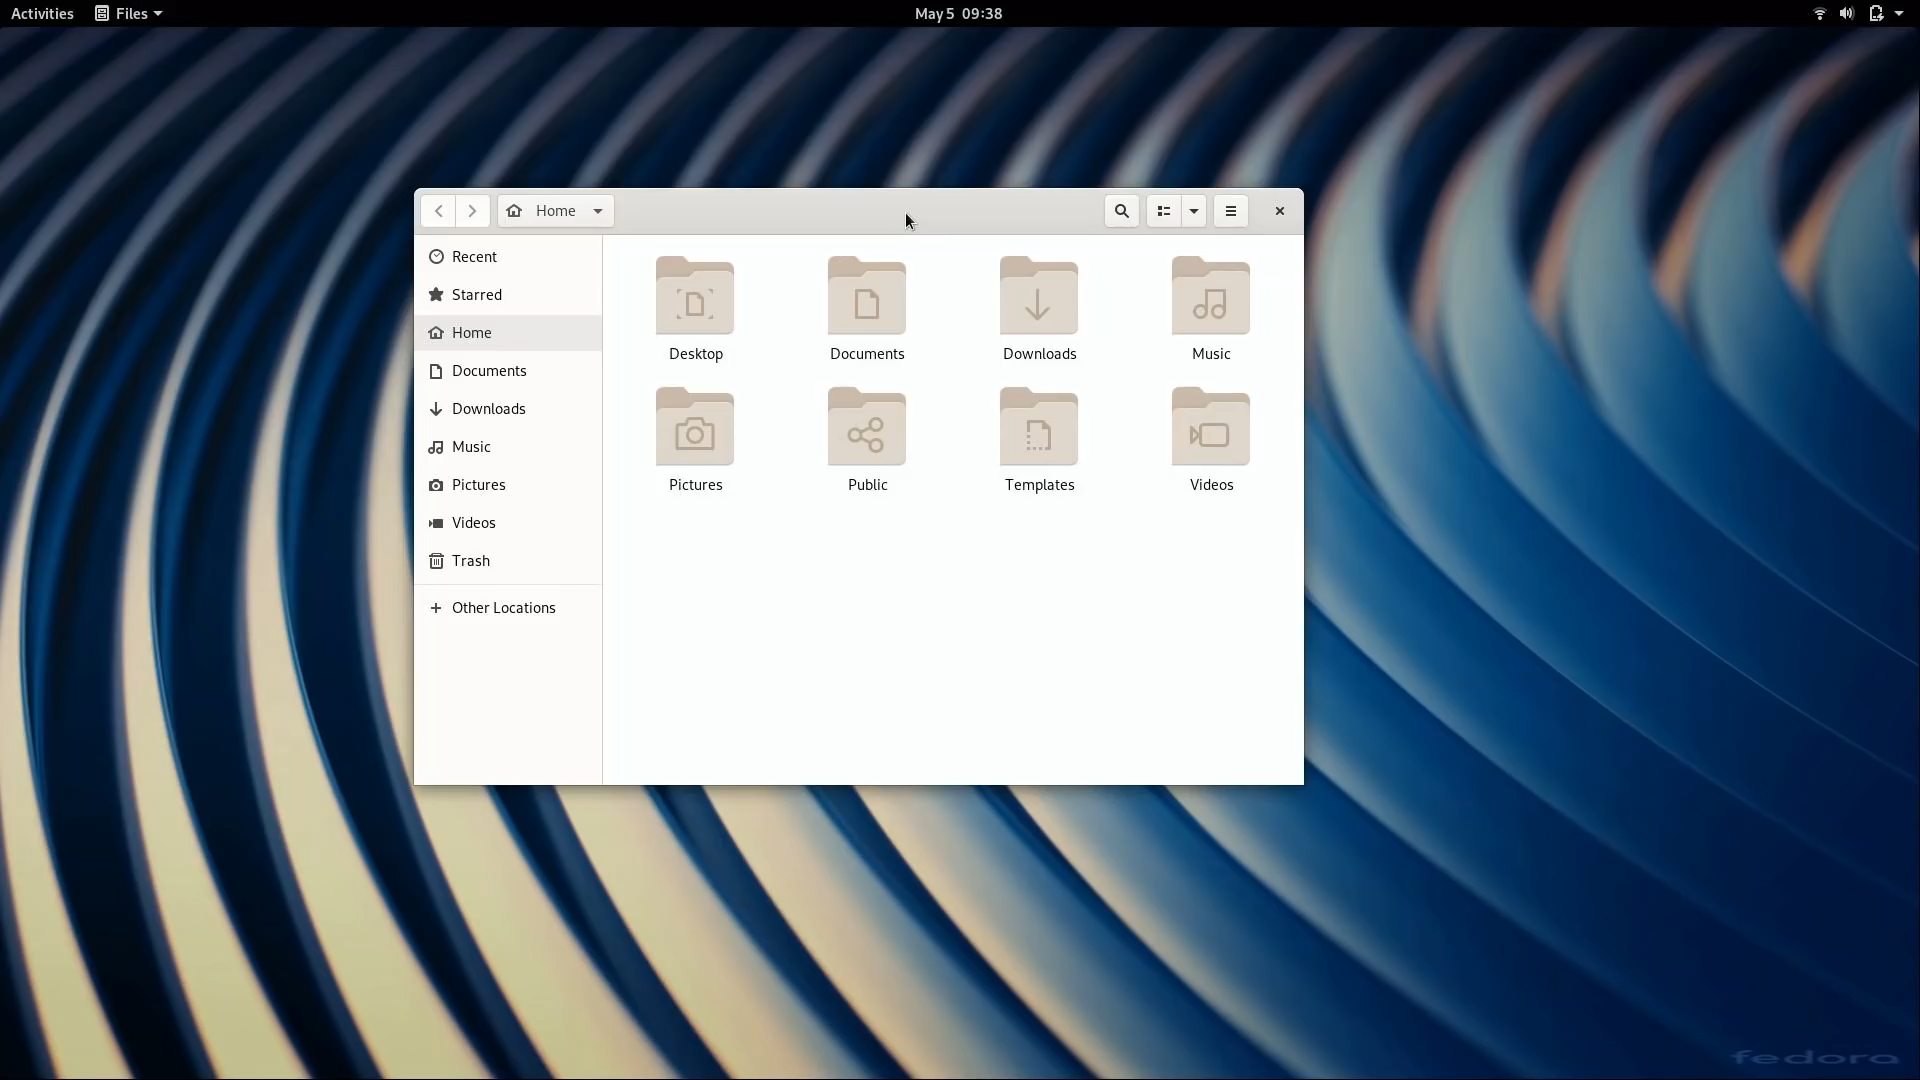 Activities Files May 5 09:38
Home
Recent
Starred
Home
Documents
Downloads
Music
Pictures
Videos
Trash
Other Locations
Desktop Documents Downloads Music
Pictures Public Templates Videos
fedora